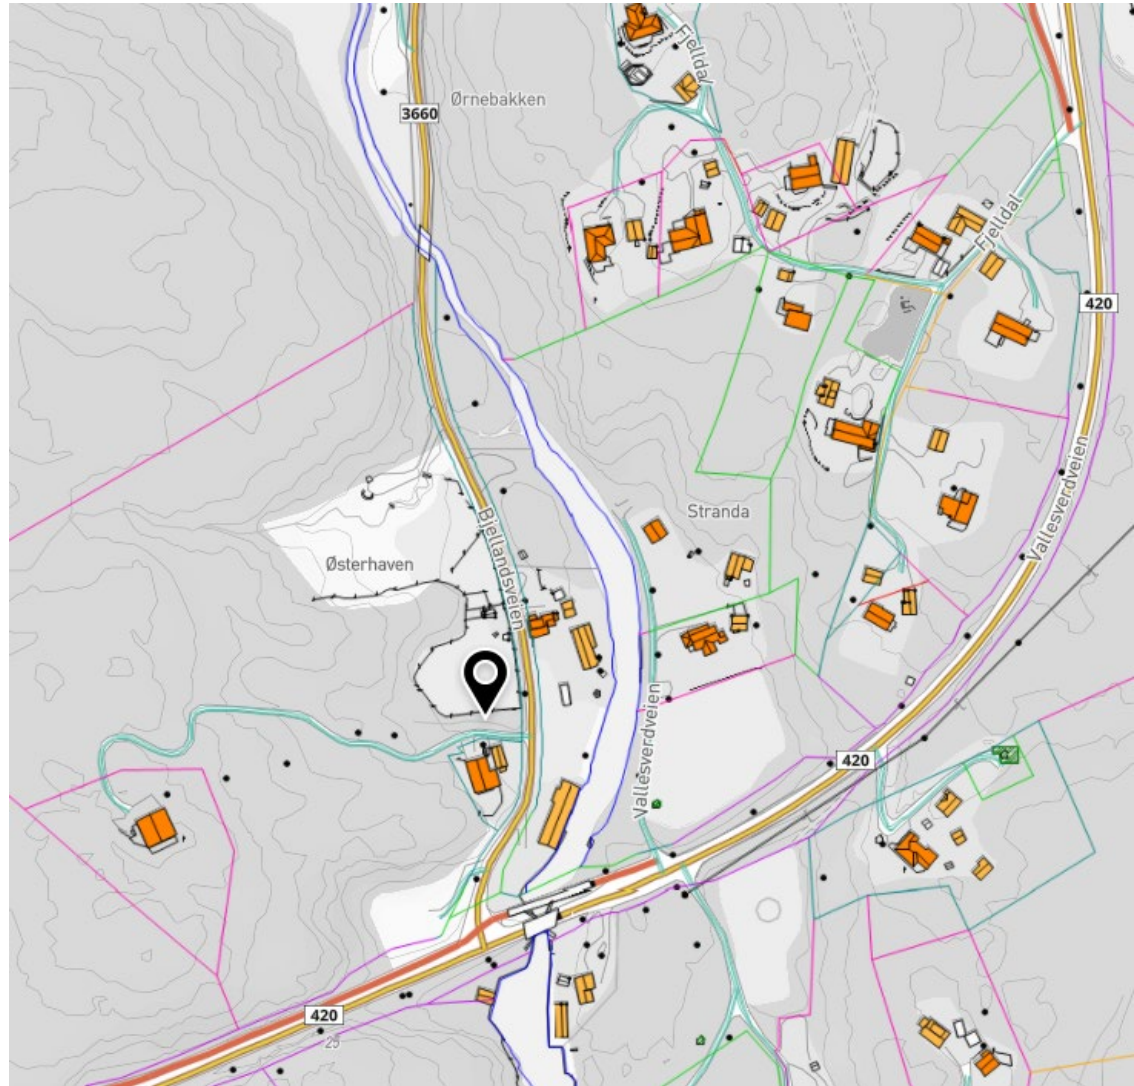 Fjelldal
Ørnebakken
3660
Fjelldal
420
Vallesverdveien
Stranda
Bjellandsveien
Østerhaven
Vallesverdveien
420
420
25